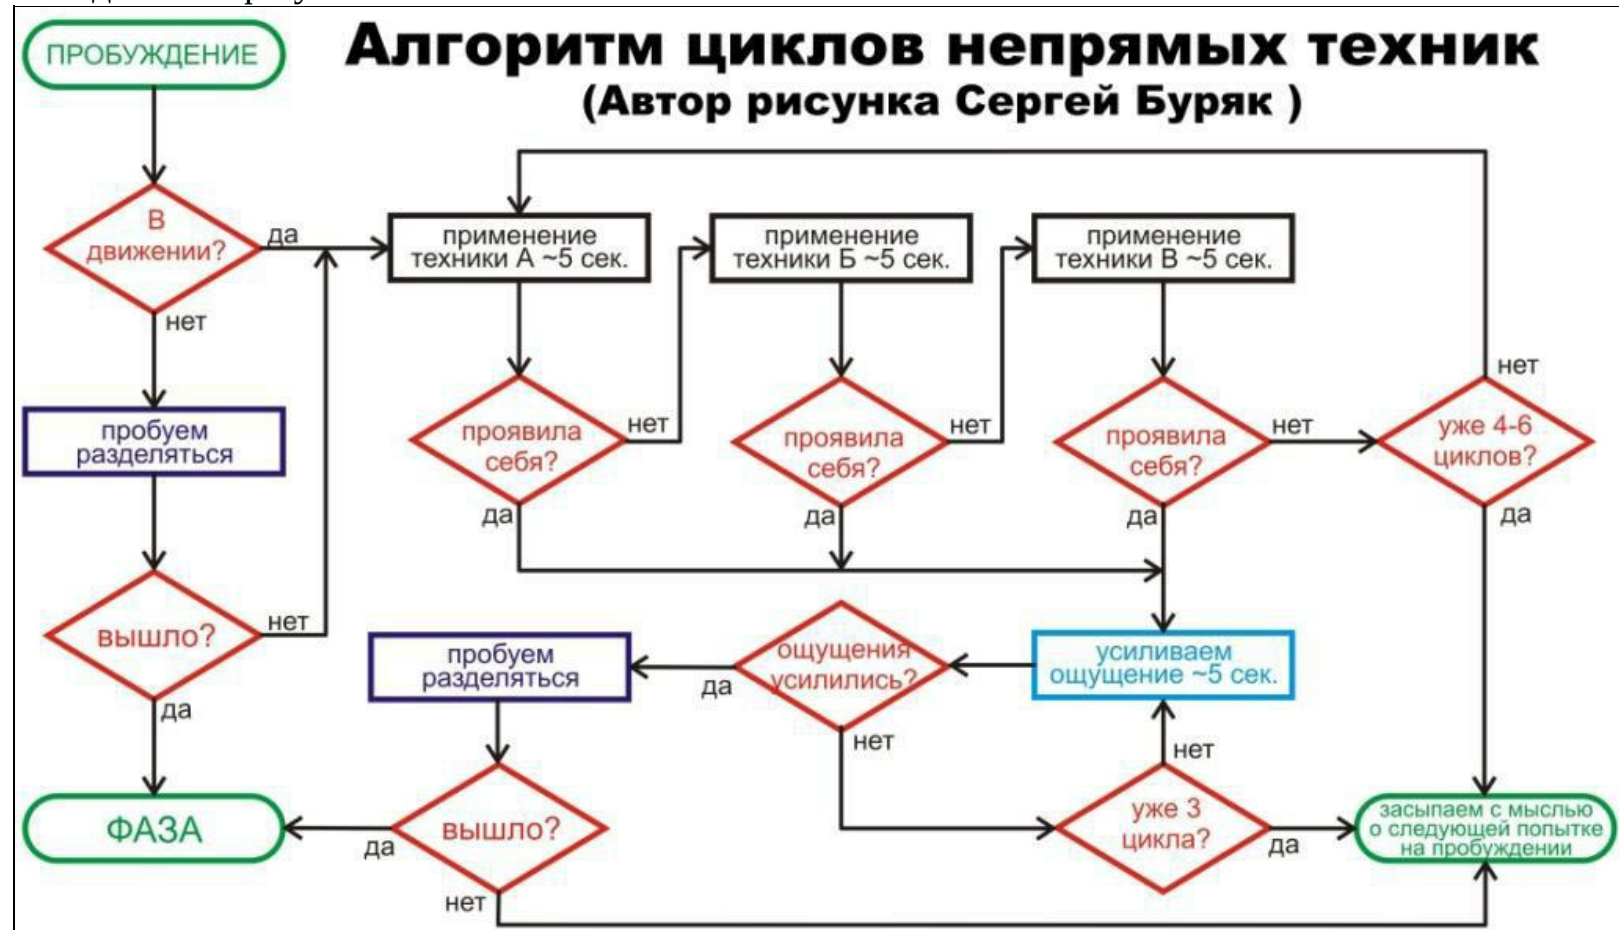 Алгоритм циклов непрямых техник
(Автор рисунка Сергей Буряк )
ПРОБУЖДЕНИЕ
В
движении?
да
нет
пробуем
разделяться
вышло?
нет
да
ФАЗА
применение
техники А ~5 сек.
применение
техники Б ~5 сек.
применение
техники В ~5 сек.
проявила
себя?
нет
да
проявила
себя?
нет
да
проявила
себя?
нет
да
уже 4-6
циклов?
нет
да
усиливаем
ощущение ~5 сек.
ощущения
усилились?
да
нет
пробуем
разделяться
вышло?
да
нет
уже 3
цикла?
нет
да
засыпаем с мыслью
о следующей попытке
на пробуждении